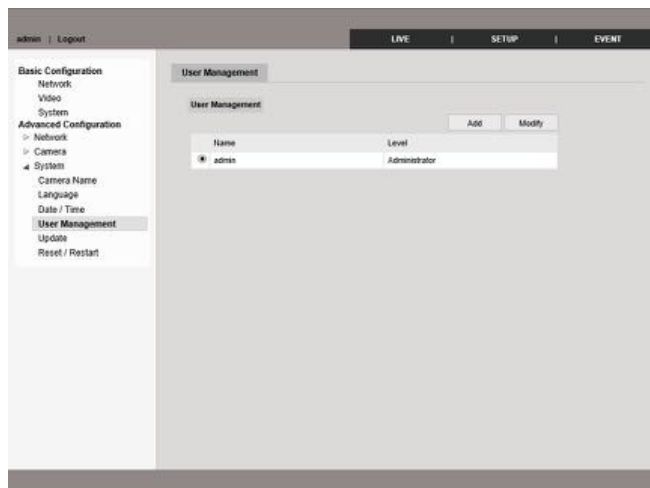 admin | Logout
LIVE | SETUP | EVENT
Basic Configuration
Network
Video
System
Advanced Configuration
Network
Camera
System
Camera Name
Language
Date / Time
User Management
Update
Reset / Restart
User Management
User Management
Add Modify
Name Level
admin Administrator